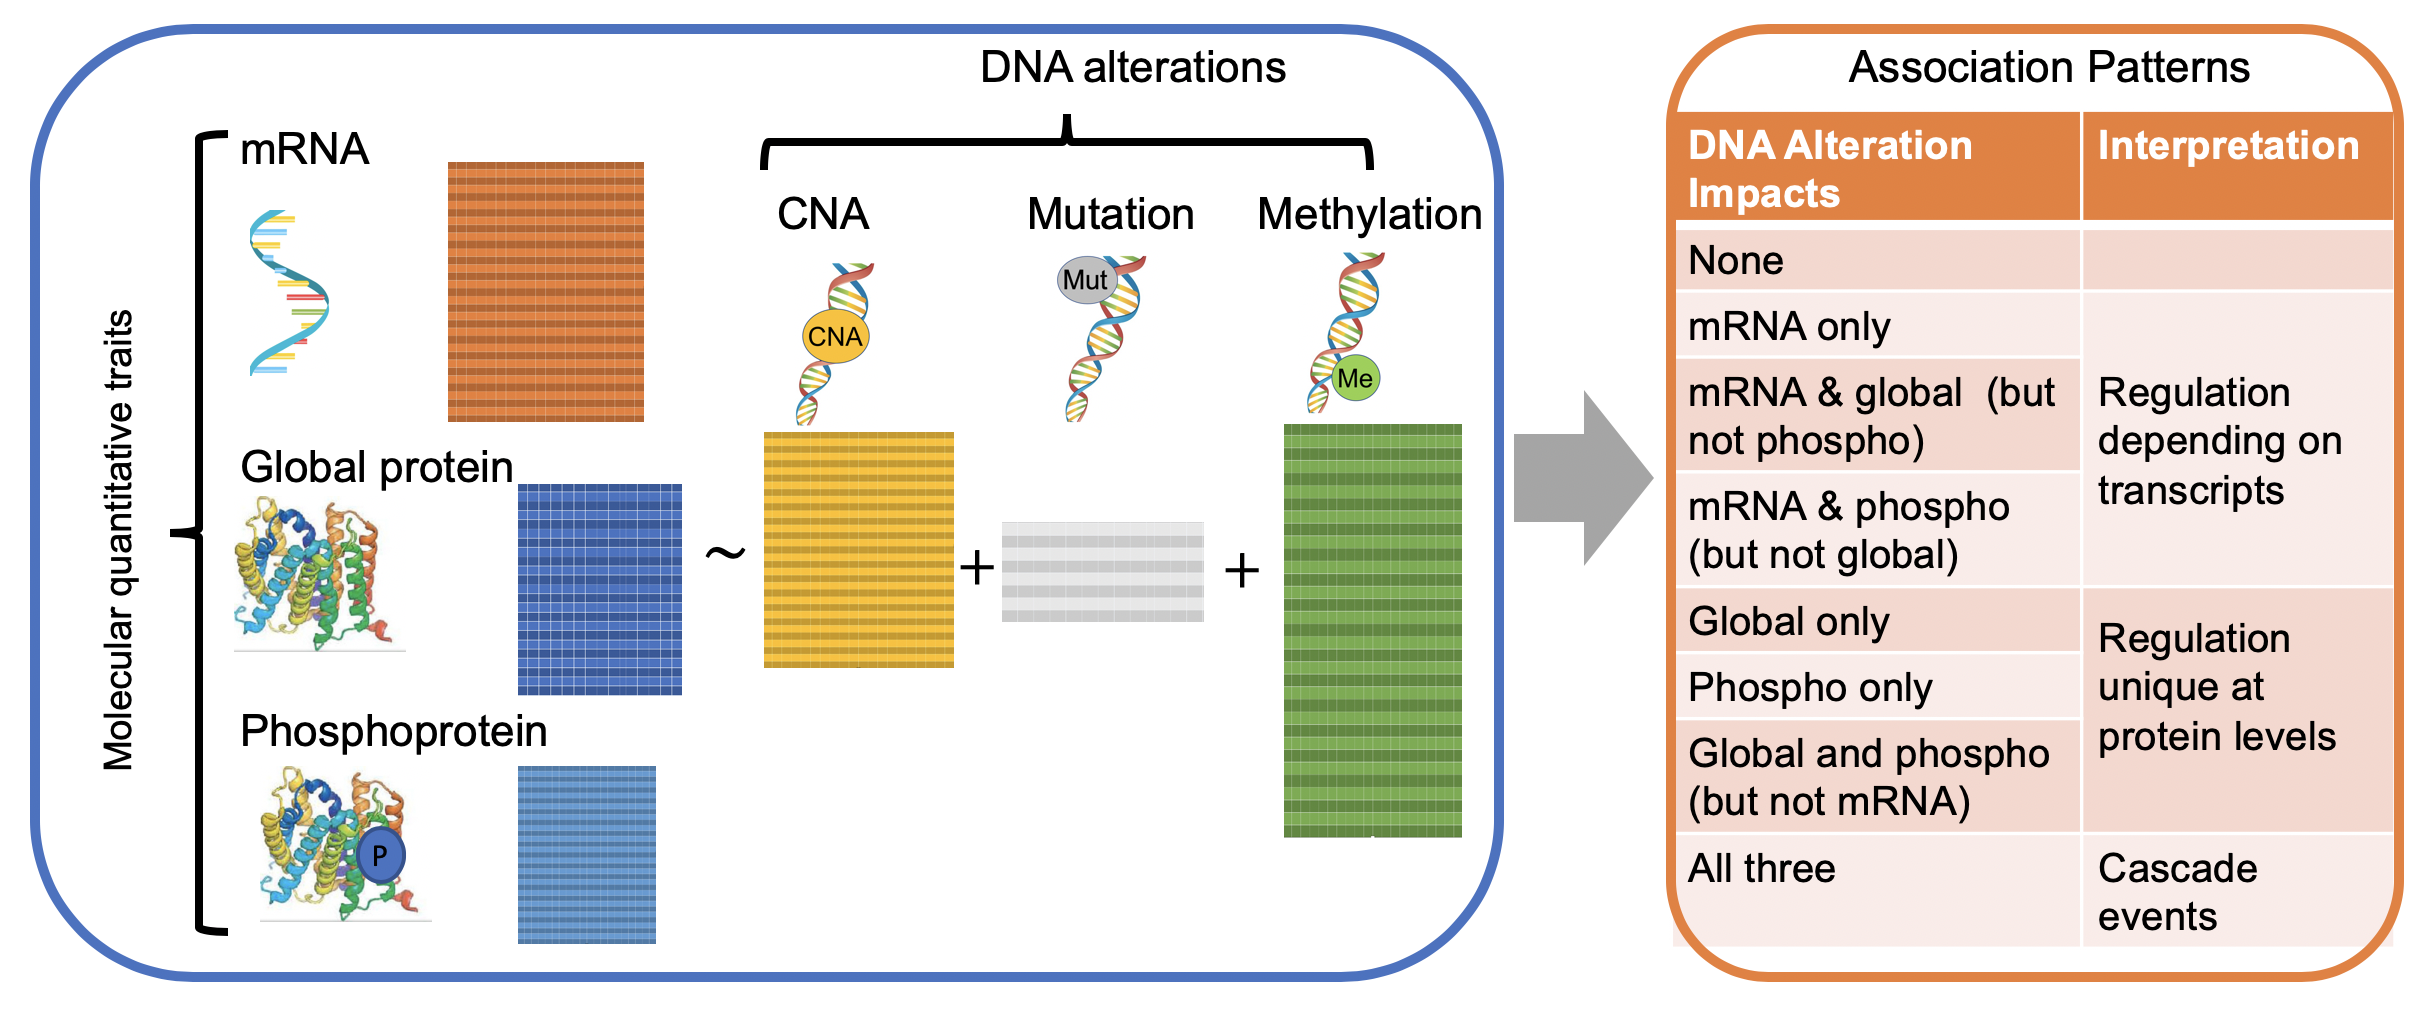 DNA alterations
Molecular quantitative traits
mRNA
Global protein
Phosphoprotein
P
~
CNA
CNA
+
Mutation
Mut
+
Methylation
Me
Association Patterns
DNA Alteration
Impacts
Interpretation
None
mRNA only
mRNA & global (but
not phospho)
mRNA & phospho
(but not global)
Regulation
depending on
transcripts
Global only
Phospho only
Global and phospho
(but not mRNA)
Regulation
unique at
protein levels
All three
Cascade
events